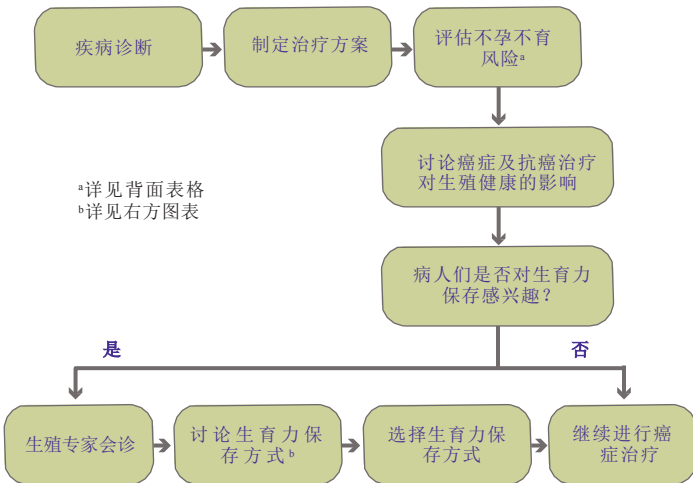 疾病诊断
制定治疗方案
评估不孕不育
风险ᵃ
讨论癌症及抗癌治疗
对生殖健康的影响
ᵃ详见背面表格
ᵇ详见右方图表
病人们是否对生育力
保存感兴趣？
是
否
生殖专家会诊
讨论生育力保
存方式ᵇ
选择生育力保
存方式
继续进行癌
症治疗